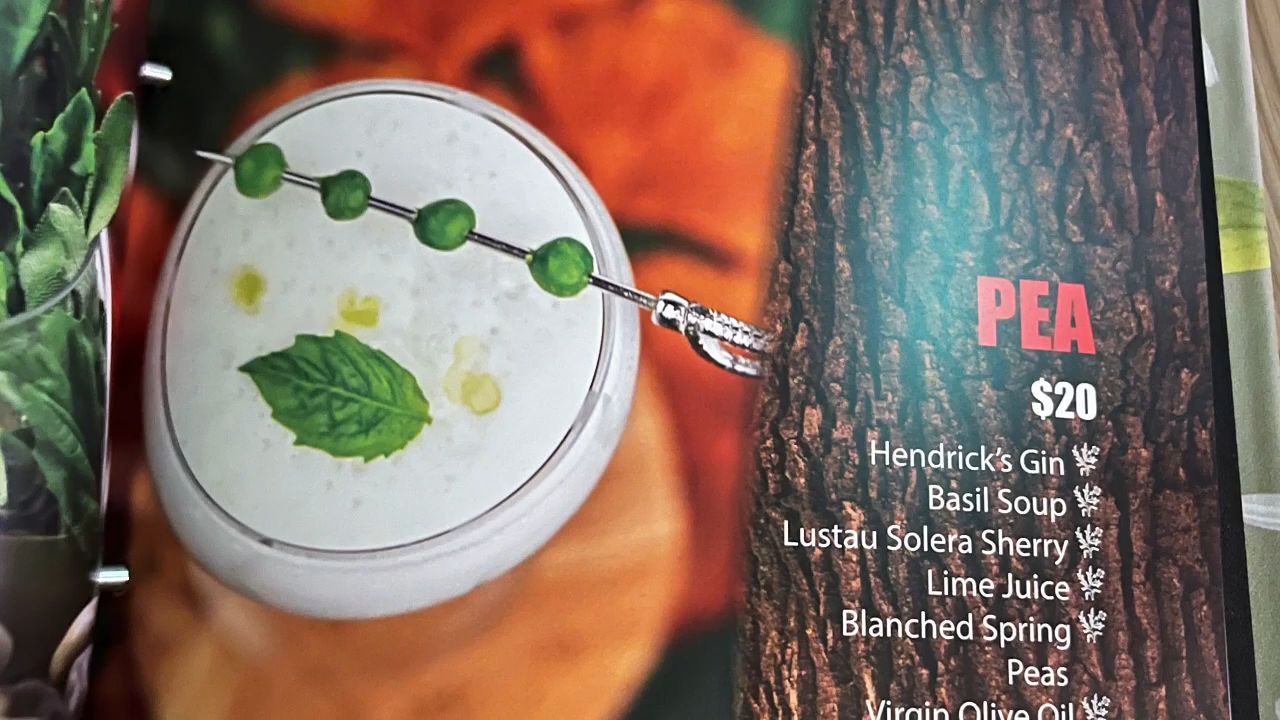 PEA
$20
Hendrick's Gin
Basil Soup
Lustau Solera Sherry
Lime Juice
Blanched Spring
Peas
Virgin Olive Oil